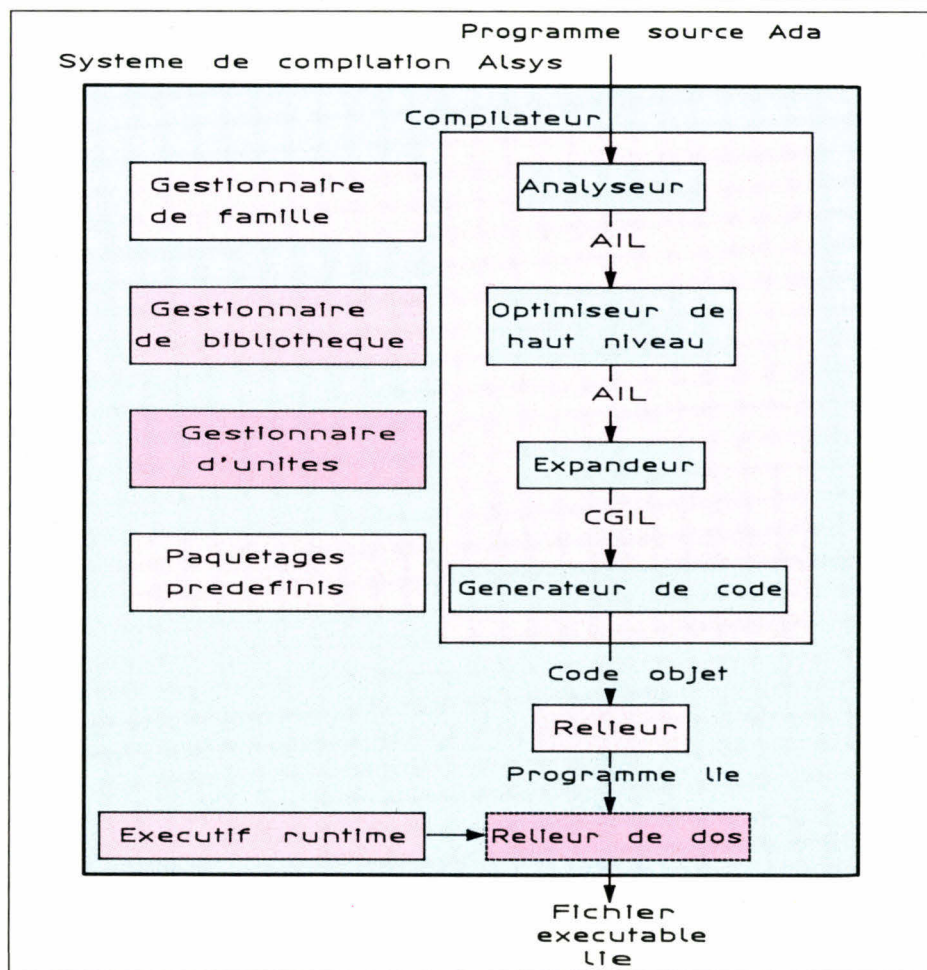 Programme source Ada
Systeme de compilation Alsys
Compilateur
Gestionnaire
de famille
Analyseur
AIL
Gestionnaire
de bibliotheque
Optimiseur de
haut niveau
AIL
Gestionnaire
d'unites
Expandeur
CGIL
Paquetages
predefinis
Generateur de code
Code objet
Relieur
Programme lie
Executif runtime
Relieur de dos
Fichier
executable
lie